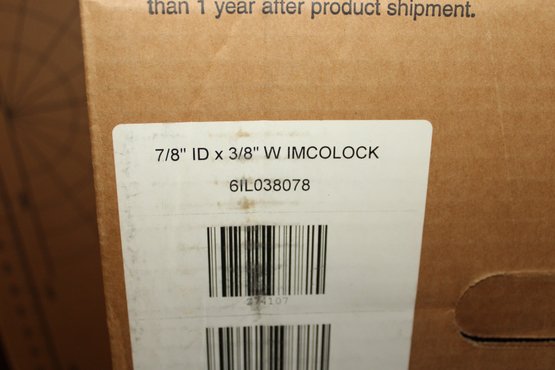 than 1 year after product shipment.
7/8" ID x 3/8" W IMCOLOCK
6IL038078
274107